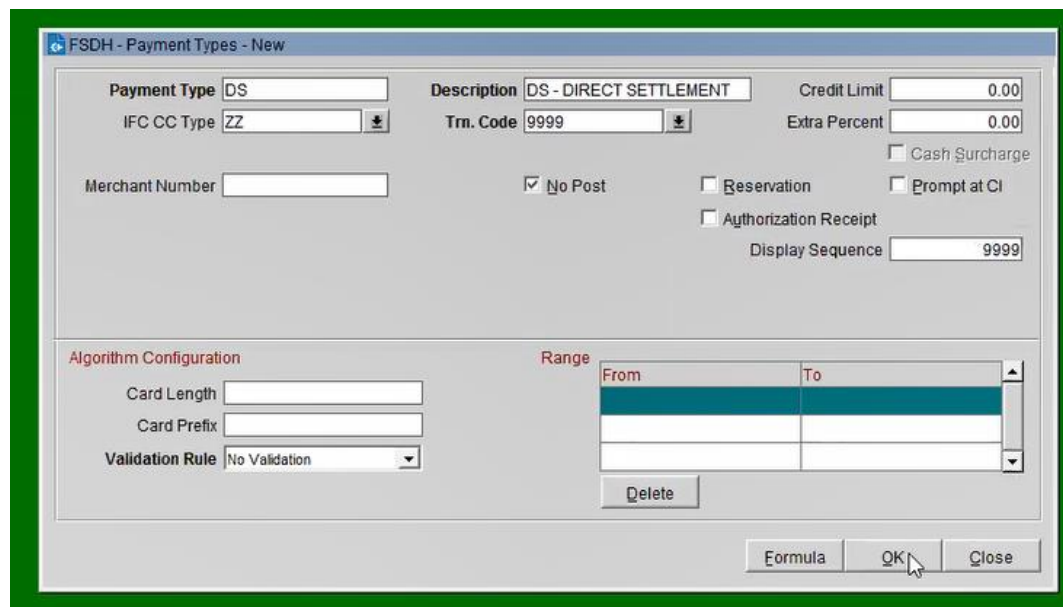 FSDH - Payment Types - New
Payment Type DS Description DS - DIRECT SETTLEMENT Credit Limit 0.00
IFC CC Type ZZ Trn. Code 9999 Extra Percent 0.00
Cash Surcharge
Merchant Number No Post Reservation Prompt at CI
Authorization Receipt
Display Sequence 9999
Algorithm Configuration Range
From To
Card Length
Card Prefix
Validation Rule No Validation
Delete
Formula OK Close